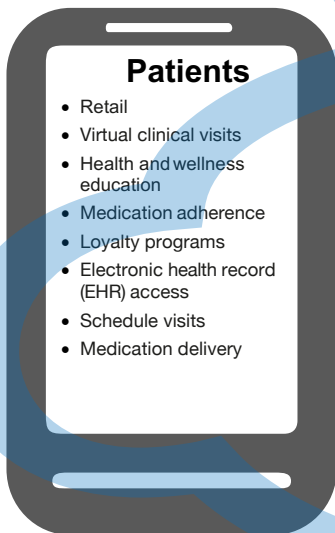 Patients
• Retail
• Virtual clinical visits
• Health and wellness
education
• Medication adherence
• Loyalty programs
• Electronic health record
(EHR) access
• Schedule visits
• Medication delivery